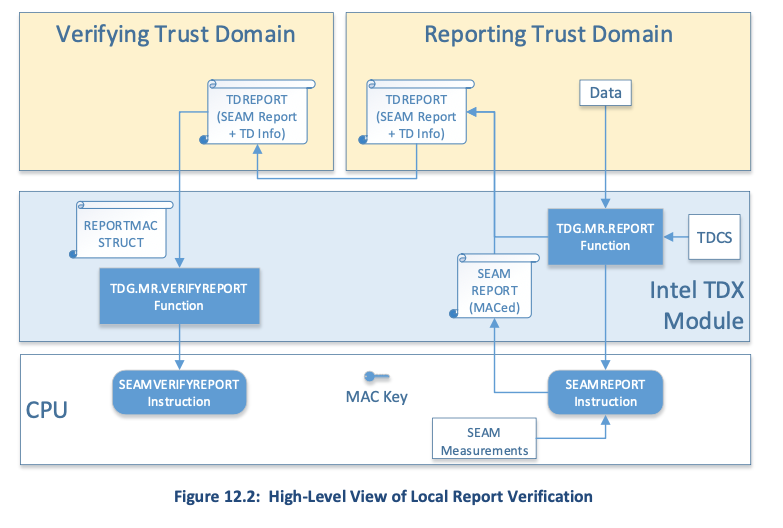 Verifying Trust Domain
Reporting Trust Domain
TDREPORT
(SEAM Report
+ TD Info)
TDREPORT
(SEAM Report
+ TD Info)
Data
REPORTMAC
STRUCT
TDG.MR.REPORT
Function
TDCS
TDG.MR.VERIFYREPORT
Function
SEAM
REPORT
(MACed)
Intel TDX
Module
SEAMVERIFYREPORT
Instruction
MAC Key
SEAMREPORT
Instruction
CPU
SEAM
Measurements
Figure 12.2:  High-Level View of Local Report Verification